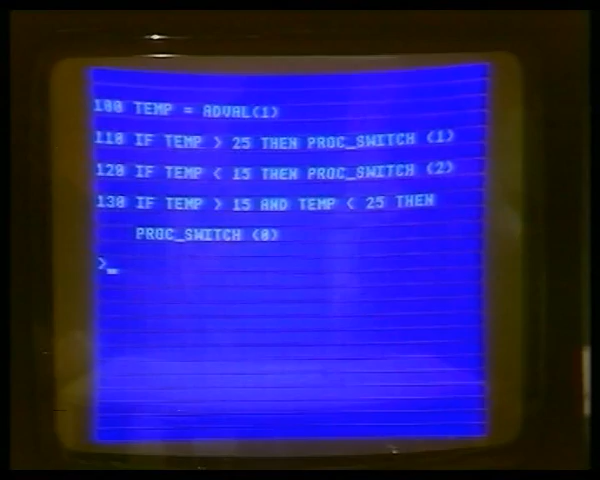 100 TEMP = ADVAL(1)
110 IF TEMP > 25 THEN PROC_SWITCH (1)
120 IF TEMP < 15 THEN PROC_SWITCH (2)
130 IF TEMP > 15 AND TEMP < 25 THEN
PROC_SWITCH (0)
>_